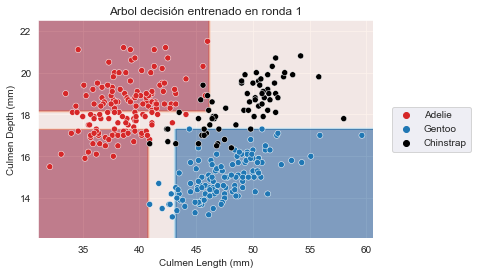 Arbol decisión entrenado en ronda 1
Culmen Depth (mm)
22
20
18
16
14
35
40
45
50
55
60
Culmen Length (mm)
Adelie
Gentoo
Chinstrap